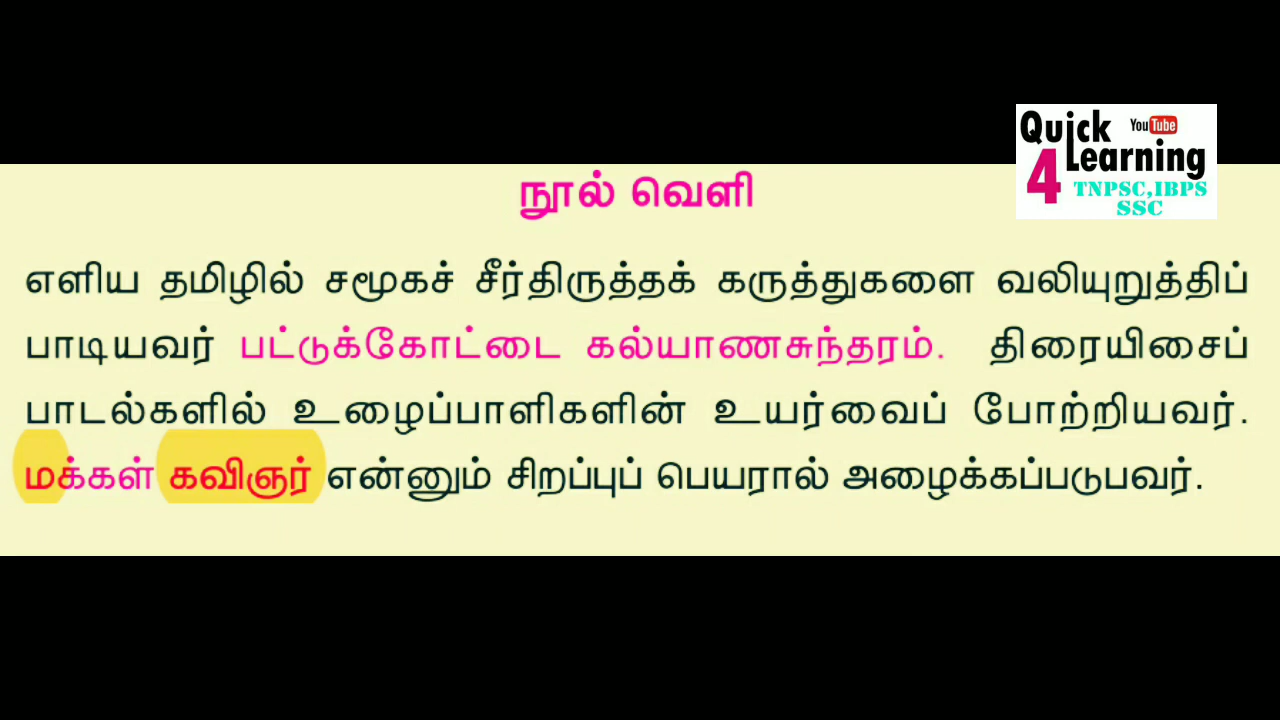 Quick YouTube
4 Learning
TNPSC,IBPS
SSC
நூல் வெளி
எளிய தமிழில் சமூகச் சீர்திருத்தக் கருத்துகளை வலியுறுத்திப்
பாடியவர் பட்டுக்கோட்டை கல்யாணசுந்தரம். திரையிசைப்
பாடல்களில் உழைப்பாளிகளின் உயர்வைப் போற்றியவர்.
மக்கள் கவிஞர் என்னும் சிறப்புப் பெயரால் அழைக்கப்படுபவர்.